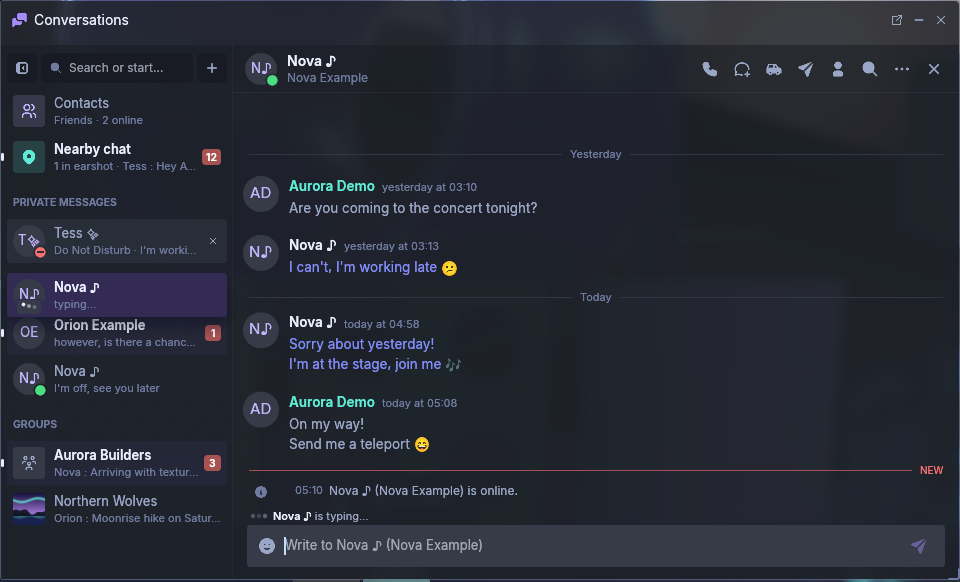 Conversations
Search or start...
Contacts
Friends · 2 online
Nearby chat
1 in earshot · Tess : Hey A...
12
PRIVATE MESSAGES
T
Tess
Do Not Disturb · I'm worki...
N♪
Nova ♪
typing...
OE
Orion Example
however, is there a chanc...
1
N♪
Nova ♪
I'm off, see you later
GROUPS
Aurora Builders
Nova : Arriving with textur...
3
Northern Wolves
Orion : Moonrise hike on Satur...
N♪
Nova ♪
Nova Example
Yesterday
AD
Aurora Demo yesterday at 03:10
Are you coming to the concert tonight?
N♪
Nova ♪ yesterday at 03:13
I can't, I'm working late 😕
Today
N♪
Nova ♪ today at 04:58
Sorry about yesterday!
I'm at the stage, join me 🎶
AD
Aurora Demo today at 05:08
On my way!
Send me a teleport 😄
NEW
05:10 Nova ♪ (Nova Example) is online.
Nova ♪ is typing...
Write to Nova ♪ (Nova Example)